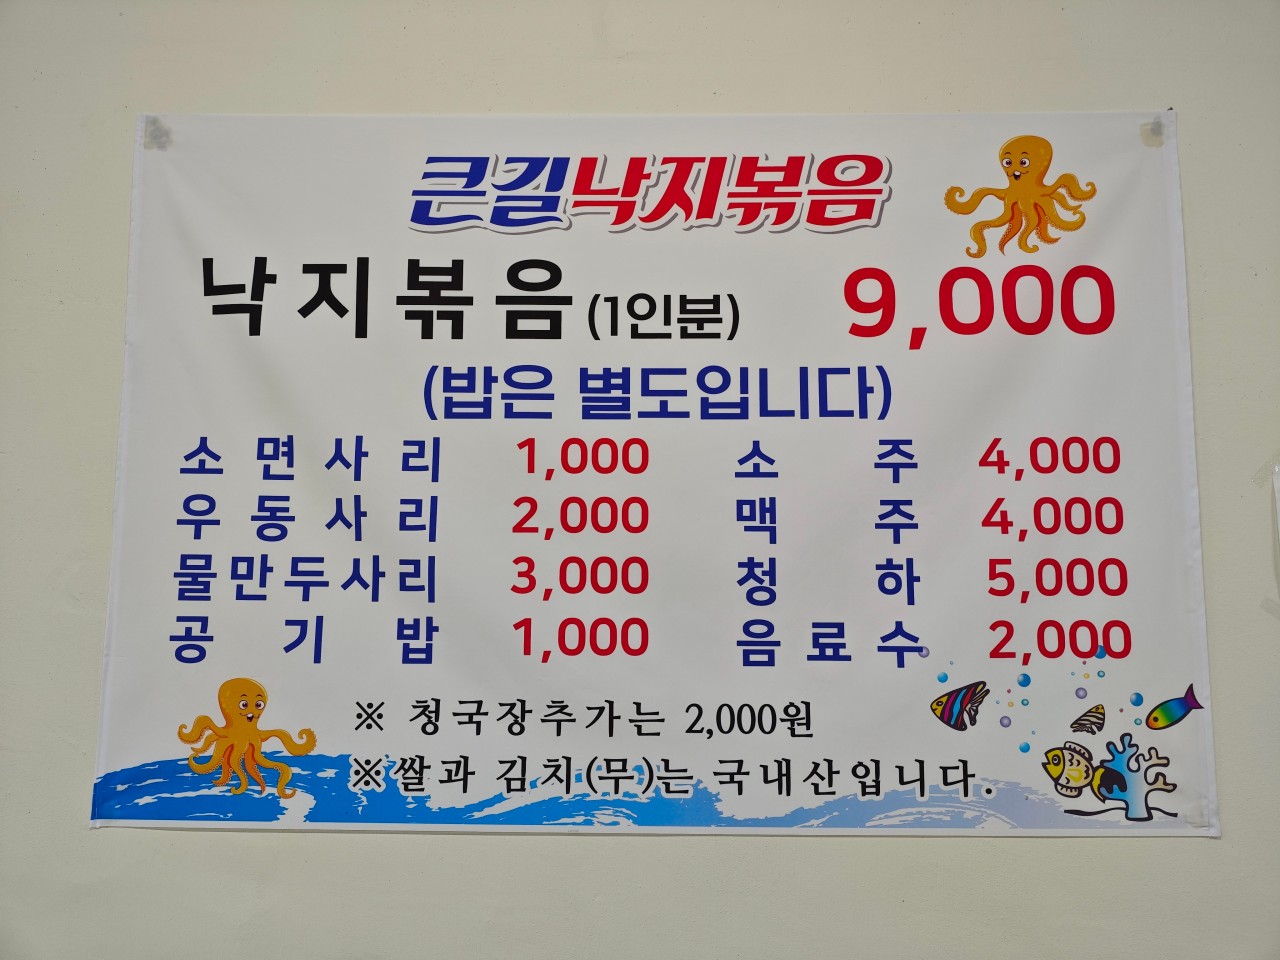 큰길낙지볶음
낙지볶음(1인분) 9,000
(밥은 별도입니다)
소면사리 1,000 소주 4,000
우동사리 2,000 맥주 4,000
물만두사리 3,000 청하 5,000
공기밥 1,000 음료수 2,000
※ 청국장추가는 2,000원
※쌀과 김치(무)는 국내산입니다.